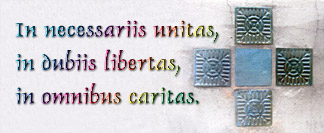 In necessariis unitas,
in dubiis libertas,
in omnibus caritas.